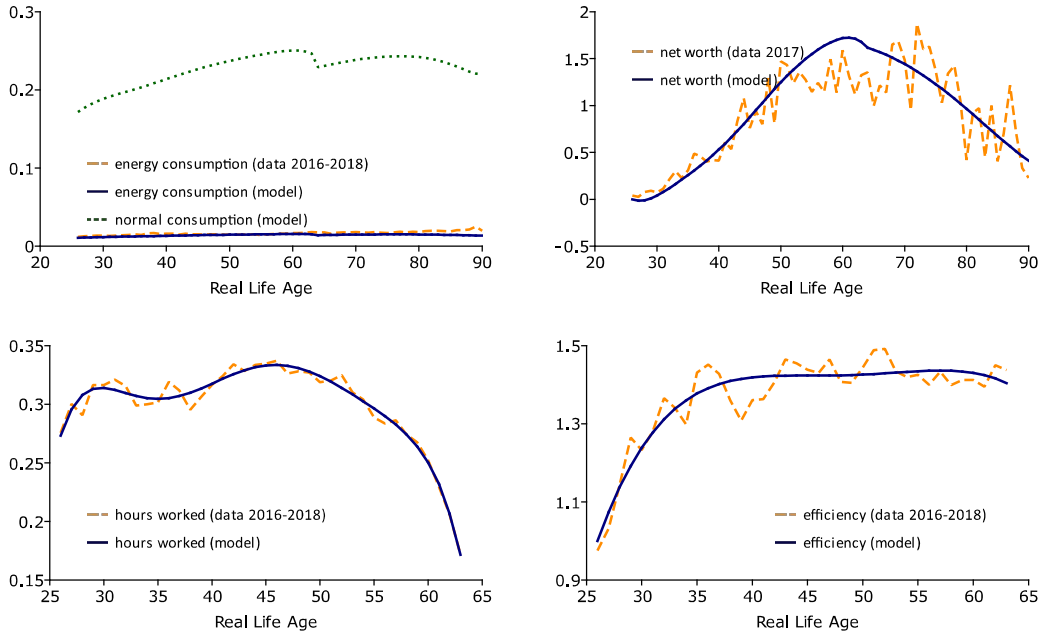 0.3
0.2
0.1
0
energy consumption (data 2016-2018)
energy consumption (model)
normal consumption (model)
20 30 40 50 60 70 80 90
Real Life Age
2
1.5
1
0.5
0
−0.5
net worth (data 2017)
net worth (model)
20 30 40 50 60 70 80 90
Real Life Age
0.35
0.3
0.25
0.2
0.15
hours worked (data 2016-2018)
hours worked (model)
25 30 35 40 45 50 55 60 65
Real Life Age
1.5
1.3
1.1
0.9
efficiency (data 2016-2018)
efficiency (model)
25 30 35 40 45 50 55 60 65
Real Life Age